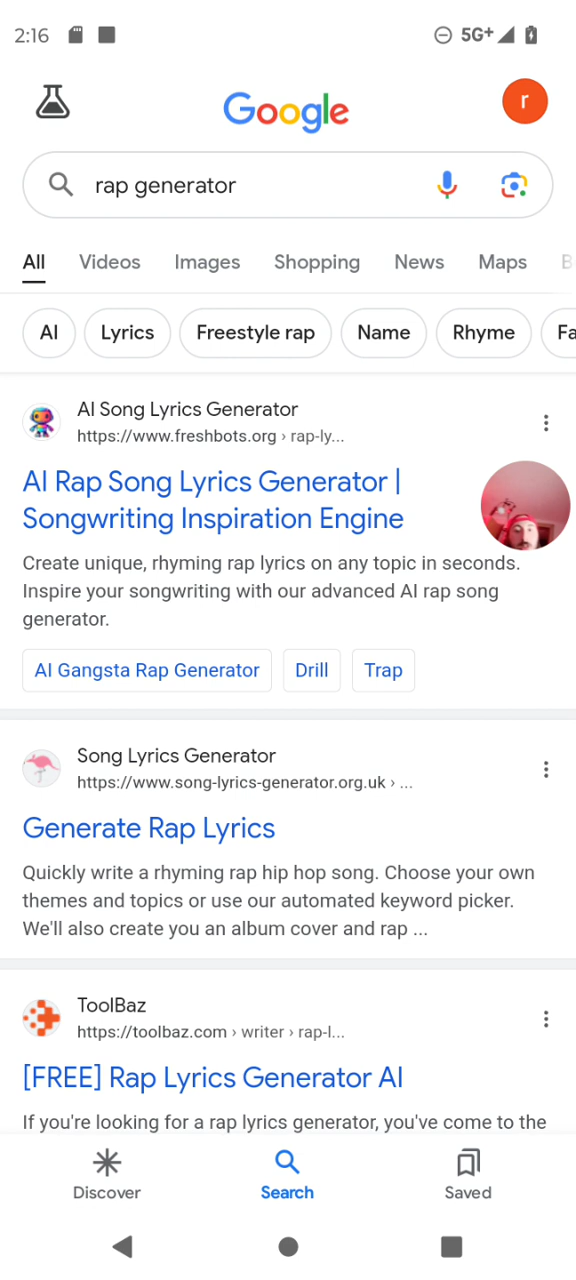 2:16 5G+
Google
r
rap generator
All Videos Images Shopping News Maps B
AI Lyrics Freestyle rap Name Rhyme Fa
AI Song Lyrics Generator
https://www.freshbots.org › rap-ly...
AI Rap Song Lyrics Generator |
Songwriting Inspiration Engine
Create unique, rhyming rap lyrics on any topic in seconds.
Inspire your songwriting with our advanced AI rap song
generator.
AI Gangsta Rap Generator Drill Trap
Song Lyrics Generator
https://www.song-lyrics-generator.org.uk › ...
Generate Rap Lyrics
Quickly write a rhyming rap hip hop song. Choose your own
themes and topics or use our automated keyword picker.
We'll also create you an album cover and rap ...
ToolBaz
https://toolbaz.com › writer › rap-l...
[FREE] Rap Lyrics Generator AI
If you're looking for a rap lyrics generator, you've come to the
Discover Search Saved